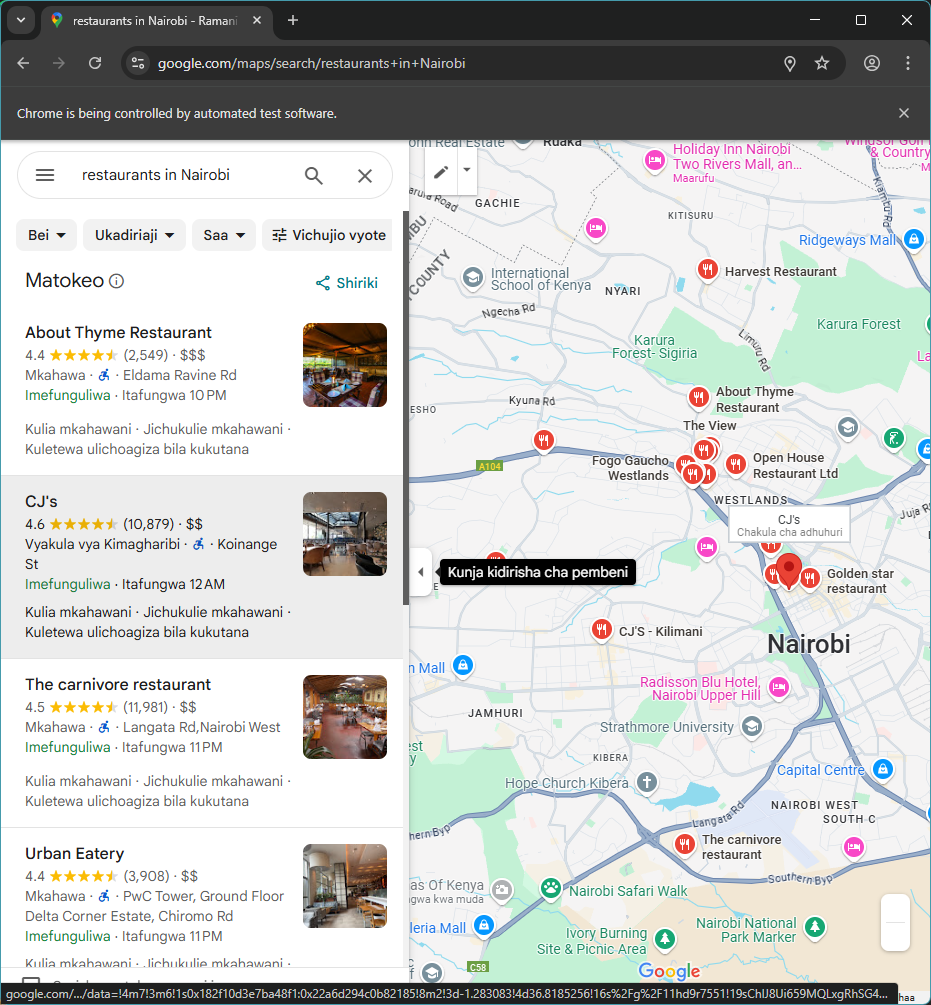 restaurants in Nairobi - Ramani
google.com/maps/search/restaurants+in+Nairobi
Chrome is being controlled by automated test software.
restaurants in Nairobi
Bei
Ukadiriaji
Saa
Vichujio vyote
Matokeo
Shiriki
About Thyme Restaurant
4.4 (2,549) · $$$
Mkahawa · Eldama Ravine Rd
Imefunguliwa · Itafungwa 10 PM
Kulia mkahawani · Jichukulie mkahawani ·
Kuletewa ulichoagiza bila kukutana
CJ's
4.6 (10,879) · $$
Vyakula vya Kimagharibi · Koinange
St
Imefunguliwa · Itafungwa 12 AM
Kulia mkahawani · Jichukulie mkahawani ·
Kuletewa ulichoagiza bila kukutana
The carnivore restaurant
4.5 (11,981) · $$
Mkahawa · Langata Rd,Nairobi West
Imefunguliwa · Itafungwa 11 PM
Kulia mkahawani · Jichukulie mkahawani ·
Kuletewa ulichoagiza bila kukutana
Urban Eatery
4.4 (3,908) · $$
Mkahawa · PwC Tower, Ground Floor
Delta Corner Estate, Chiromo Rd
Imefunguliwa · Itafungwa 11 PM
Kulia mkahawani · Jichukulie mkahawani ·
google.com/.../data=!4m7!3m6!1s0x182f10d3e7ba48f1:0x22a6d294c0b82185!8m2!3d-1.283083!4d36.8185256!16s%2Fg%2F11hd9r7551!19sChIJ8Ui659MQLxgRhSG4...
Real Estate
Ruaka
Holiday Inn Nairobi
Two Rivers Mall, an...
Maarufu
Windsor Golf
& Country
Kiambu Rd
GACHIE
KITISURU
Ridgeways Mall
COUNTY
International
School of Kenya
NYARI
Harvest Restaurant
Ngecha Rd
Karura
Forest- Sigiria
Limuru Rd
Karura Forest
Kyuna Rd
About Thyme
Restaurant
The View
A104
Fogo Gaucho
Westlands
Open House
Restaurant Ltd
WESTLANDS
Juja
CJ's
Chakula cha adhuhuri
Kunja kidirisha cha pembeni
Golden star
restaurant
CJ'S - Kilimani
Nairobi
Mall
Radisson Blu Hotel,
Nairobi Upper Hill
JAMHURI
Strathmore University
KIBERA
Hope Church Kibera
Capital Centre
Langata Rd
NAIROBI WEST
SOUTH C
The carnivore
restaurant
Southern Byp
Of Kenya
kwa muda
Nairobi Safari Walk
Ivory Burning
Site & Picnic Area
Nairobi National
Park Marker
C58
Google